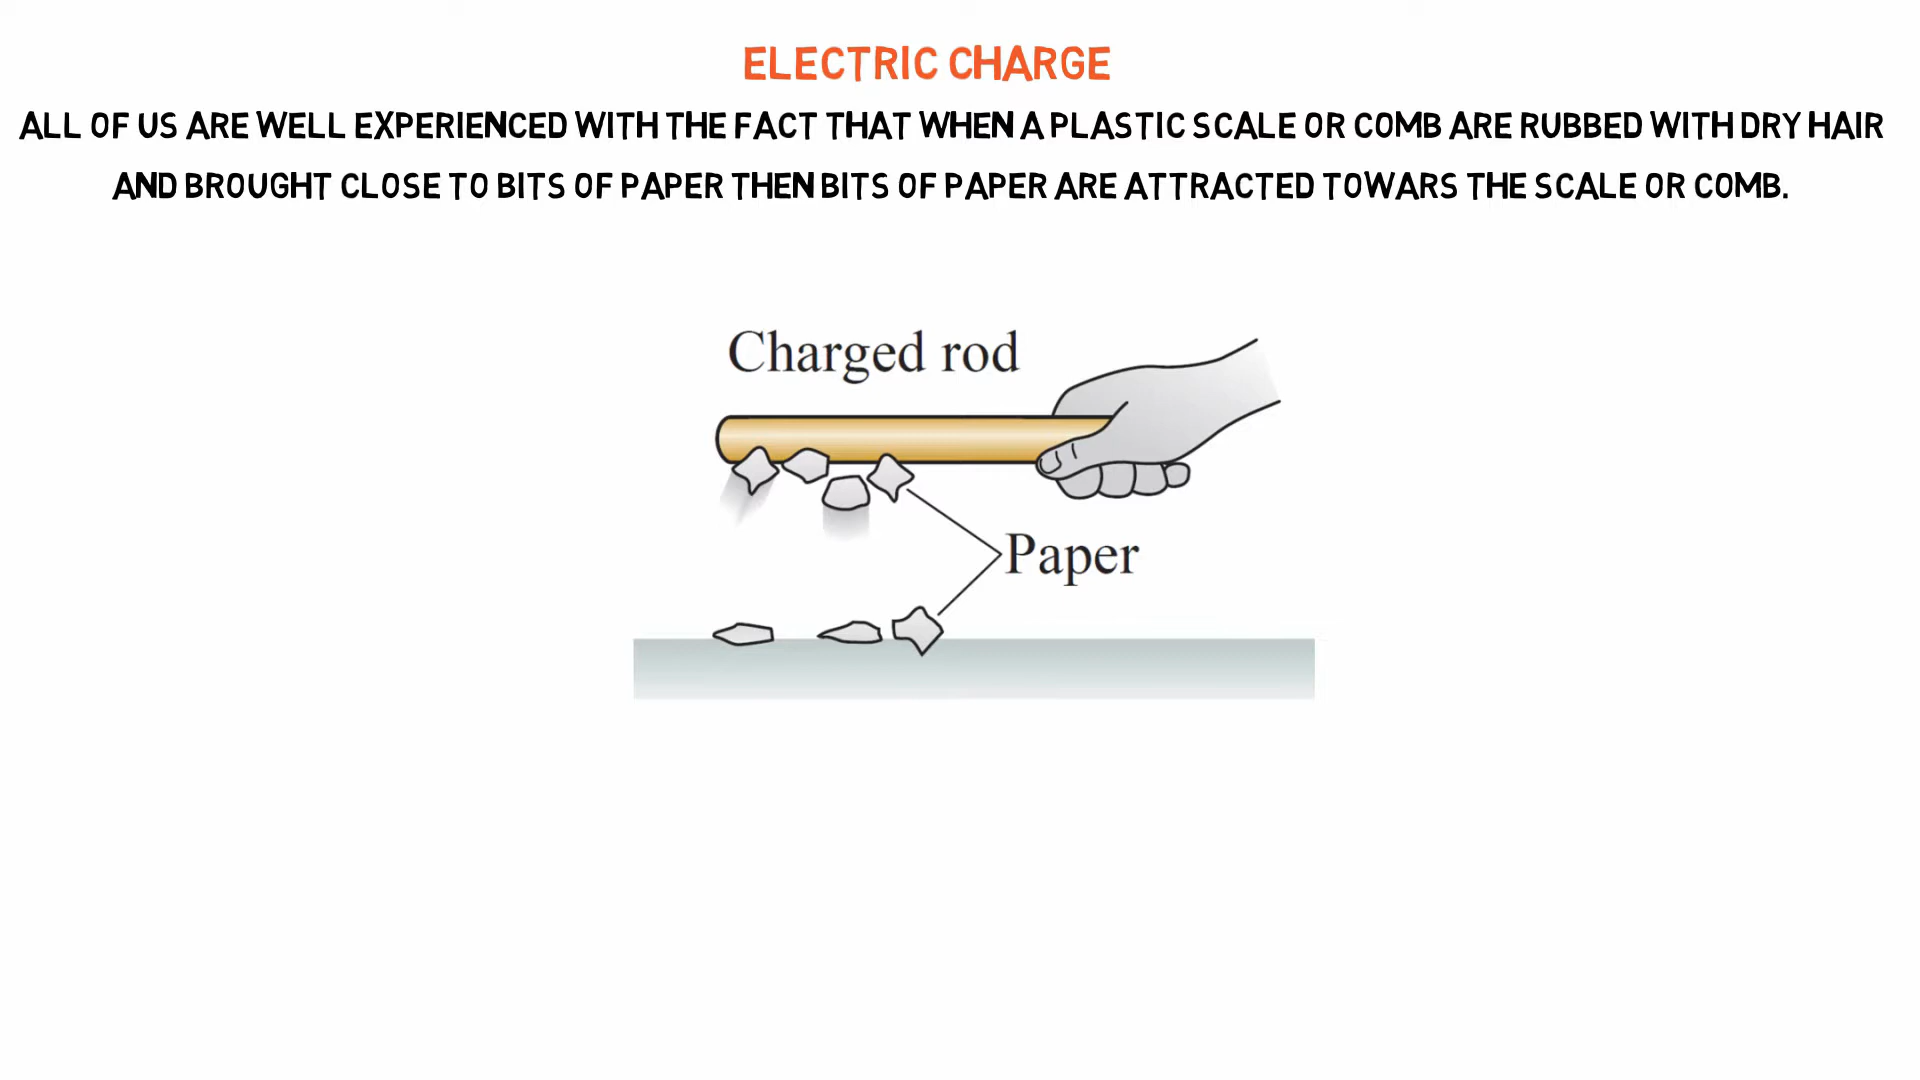 ELECTRIC CHARGE
ALL OF US ARE WELL EXPERIENCED WITH THE FACT THAT WHEN A PLASTIC SCALE OR COMB ARE RUBBED WITH DRY HAIR
AND BROUGHT CLOSE TO BITS OF PAPER THEN BITS OF PAPER ARE ATTRACTED TOWARS THE SCALE OR COMB.
Charged rod
Paper